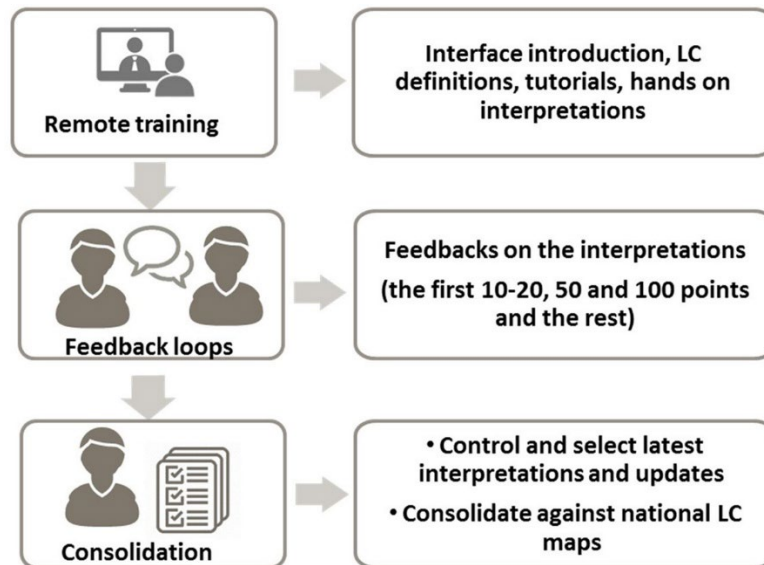 Remote training
Interface introduction, LC
definitions, tutorials, hands on
interpretations
Feedback loops
Feedbacks on the interpretations
(the first 10-20, 50 and 100 points
and the rest)
Consolidation
• Control and select latest
interpretations and updates
• Consolidate against national LC
maps